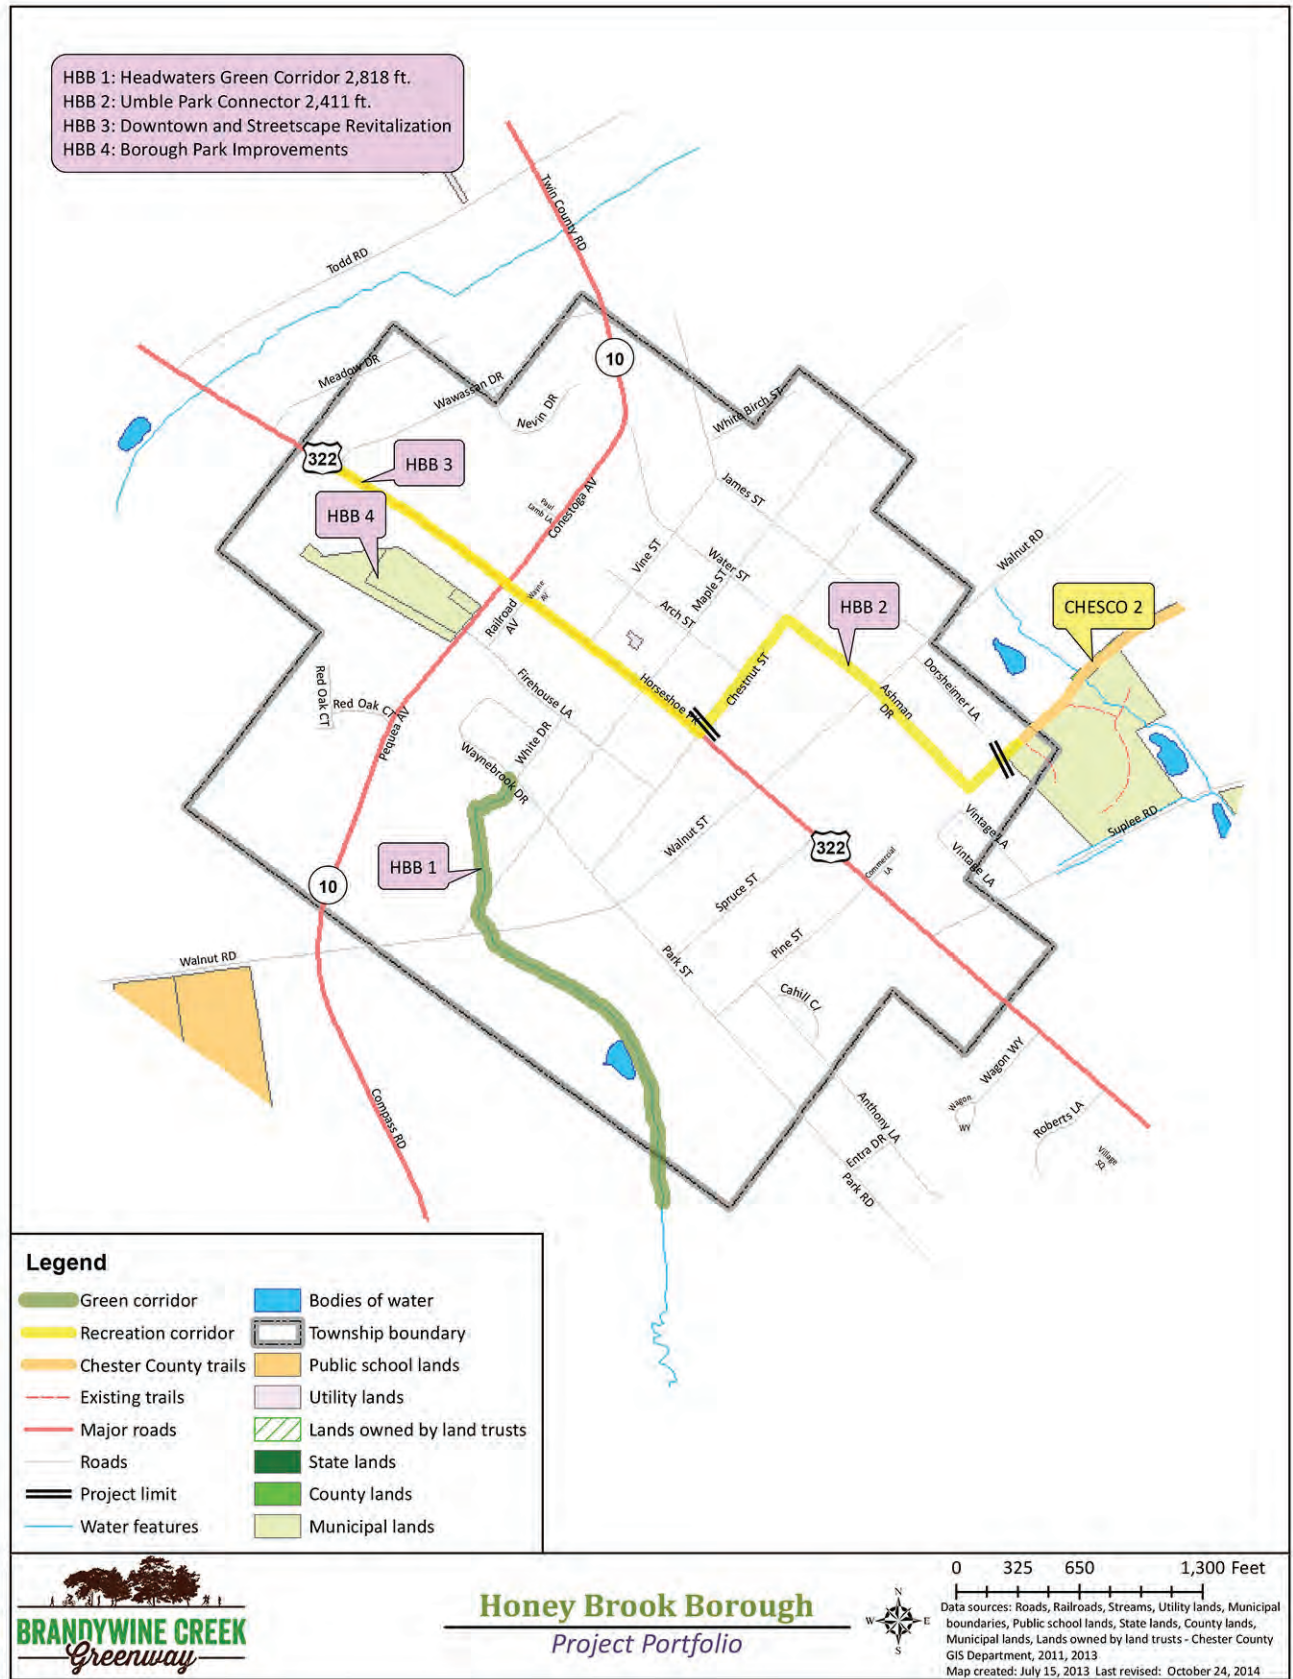 HBB 1: Headwaters Green Corridor 2,818 ft.
HBB 2: Umble Park Connector 2,411 ft.
HBB 3: Downtown and Streetscape Revitalization
HBB 4: Borough Park Improvements
Twin County RD
Todd RD
10
Meadow DR
Wawassan DR
Nevin DR
White Birch ST
322
HBB 3
HBB 4
Paul
Lamb LA
Conestoga AV
James ST
Vine ST
Water ST
Maple ST
Arch ST
Walnut RD
Wayne
AV
Railroad
AV
HBB 2
CHESCO 2
Red Oak CT
Red Oak CT
Pequea AV
Firehouse LA
Horseshoe PK
Chestnut ST
Ashman
DR
Dorsheimer LA
White DR
Waynebrook DR
HBB 1
Walnut ST
322
Vintage LA
Vintage LA
Suplee RD
Commercial
LA
10
Spruce ST
Pine ST
Park ST
Cahill C/
Walnut RD
Compass RD
Wagon WY
Wagon
WY
Roberts LA
Village
SQ
Anthony LA
Entra DR
Park RD
Legend
Green corridor
Recreation corridor
Chester County trails
Existing trails
Major roads
Roads
Project limit
Water features
Bodies of water
Township boundary
Public school lands
Utility lands
Lands owned by land trusts
State lands
County lands
Municipal lands
BRANDYWINE CREEK
Greenway
Honey Brook Borough
Project Portfolio
N
W E
S
0 325 650 1,300 Feet
Data sources: Roads, Railroads, Streams, Utility lands, Municipal
boundaries, Public school lands, State lands, County lands,
Municipal lands, Lands owned by land trusts - Chester County
GIS Department, 2011, 2013
Map created: July 15, 2013 Last revised: October 24, 2014